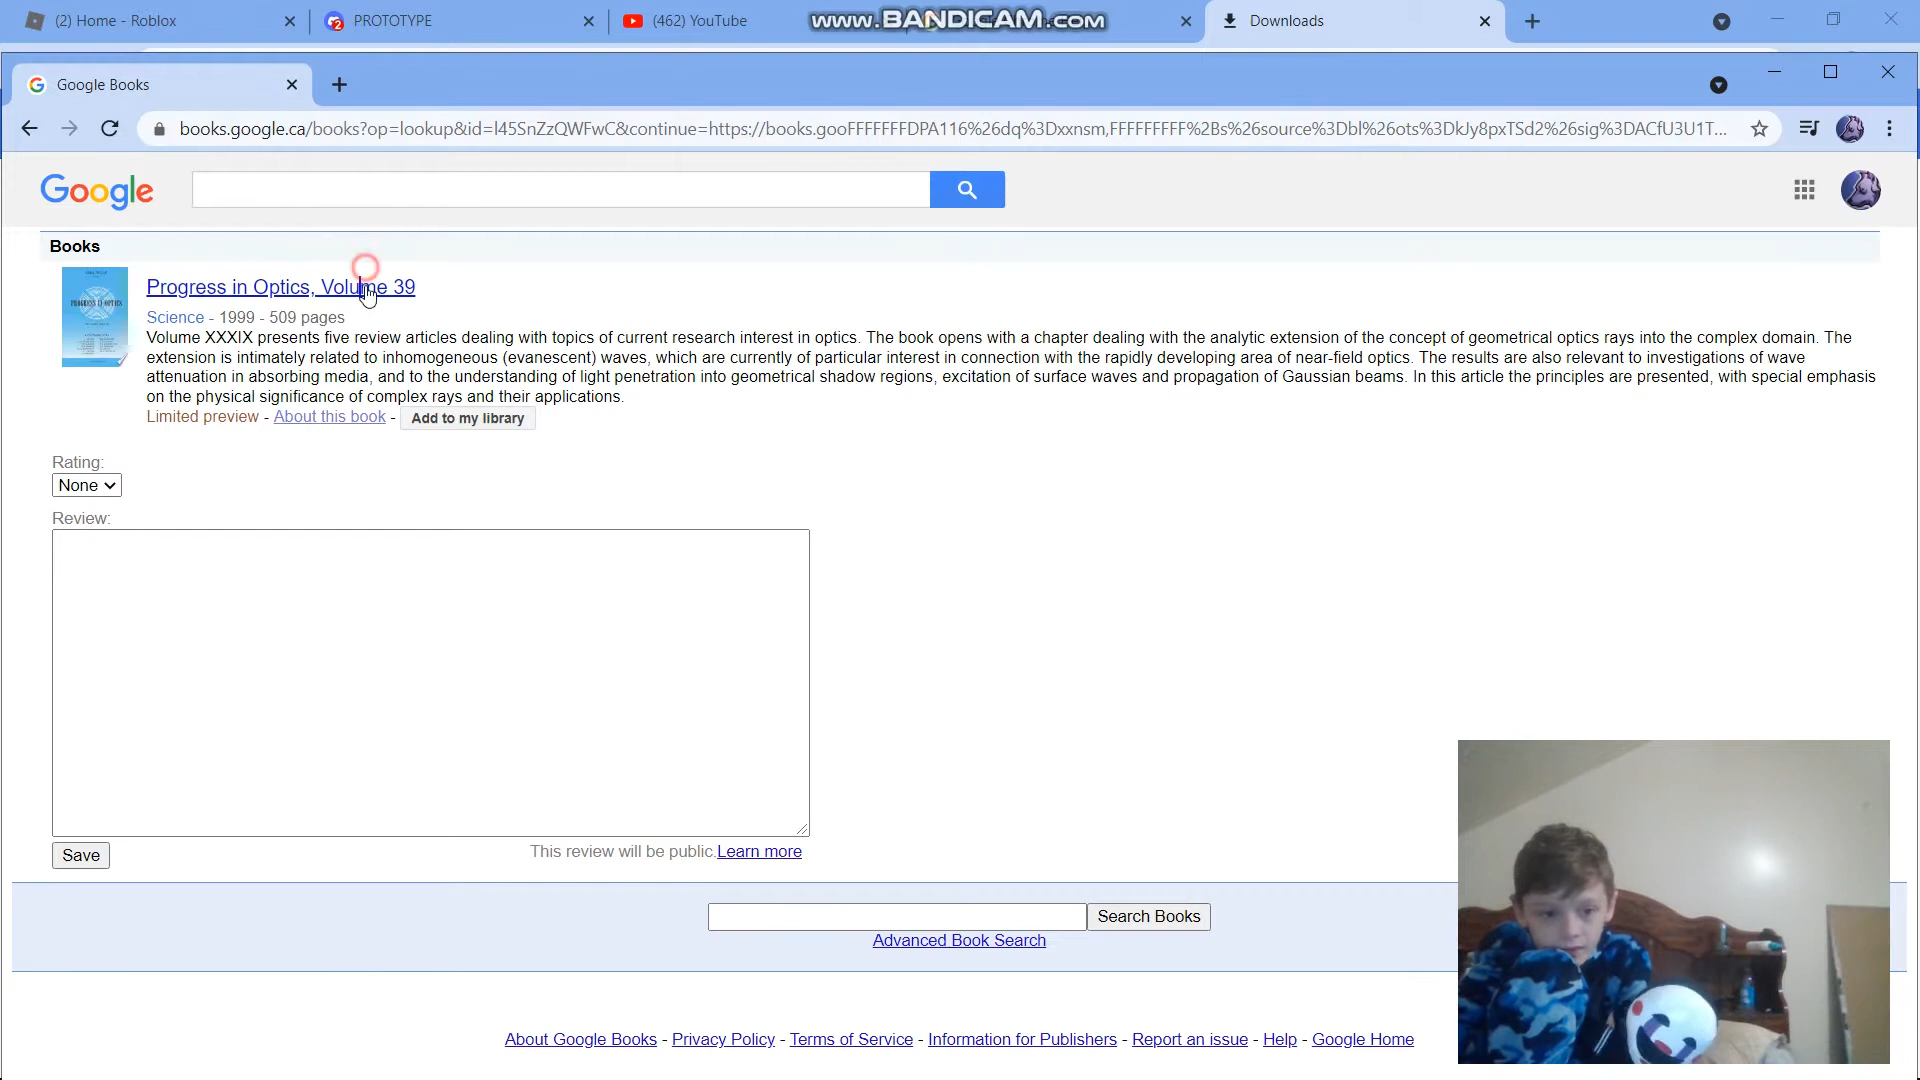 (2) Home - Roblox
PROTOTYPE
(462) YouTube
www.BANDICAM.com
Downloads
Google Books
books.google.ca/books?op=lookup&id=l45SnZzQWFwC&continue=https://books.gooFFFFFFFDPA116%26dq%3Dxxnsm,FFFFFFFFF%2Bs%26source%3Dbl%26ots%3DkJy8pxTSd2%26sig%3DACfU3U1T...
Google
Books
Progress in Optics, Volume 39
Science - 1999 - 509 pages
Volume XXXIX presents five review articles dealing with topics of current research interest in optics. The book opens with a chapter dealing with the analytic extension of the concept of geometrical optics rays into the complex domain. The
extension is intimately related to inhomogeneous (evanescent) waves, which are currently of particular interest in connection with the rapidly developing area of near-field optics. The results are also relevant to investigations of wave
attenuation in absorbing media, and to the understanding of light penetration into geometrical shadow regions, excitation of surface waves and propagation of Gaussian beams. In this article the principles are presented, with special emphasis
on the physical significance of complex rays and their applications.
Limited preview - About this book - Add to my library
Rating:
None
Review:
Save
This review will be public. Learn more
Search Books
Advanced Book Search
About Google Books - Privacy Policy - Terms of Service - Information for Publishers - Report an issue - Help - Google Home